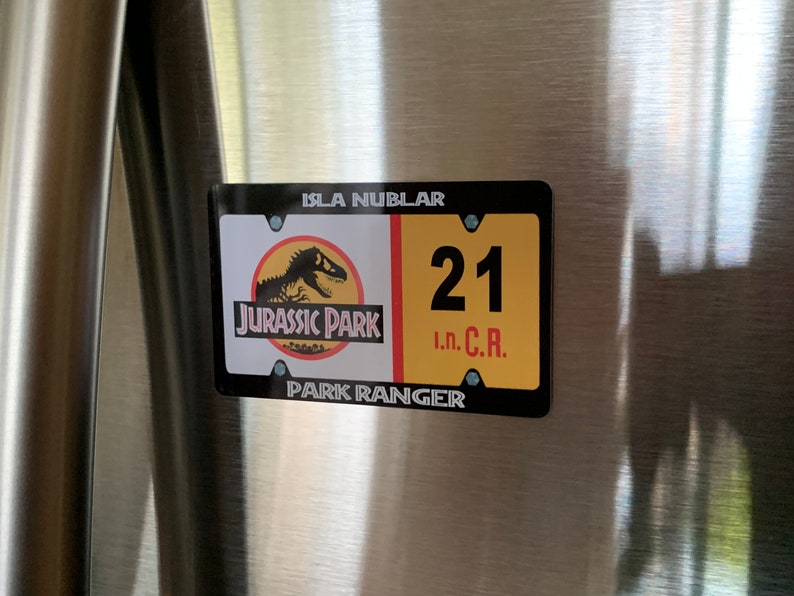 ISLA NUBLAR
JURASSIC PARK
21
I.n. C.R.
PARK RANGER